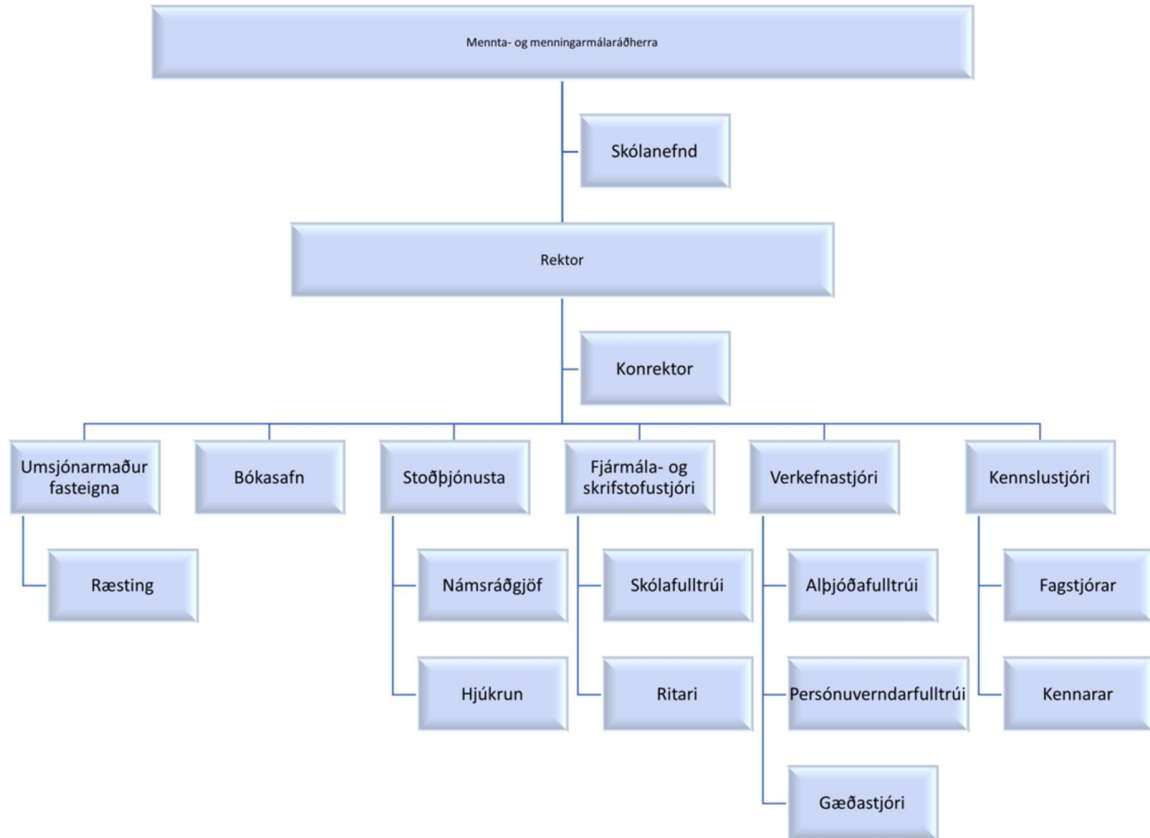 Mennta- og menningarmálaráðherra
Skólanefnd
Rektor
Konrektor
Umsjónarmaður
fasteigna
Bókasafn
Stoðþjónusta
Fjármála- og
skrifstofustjóri
Verkefnastjóri
Kennslustjóri
Ræsting
Námsráðgjöf
Skólafulltrúi
Alþjóðafulltrúi
Fagstjórar
Hjúkrun
Ritari
Persónuverndarfulltrúi
Kennarar
Gæðastjóri